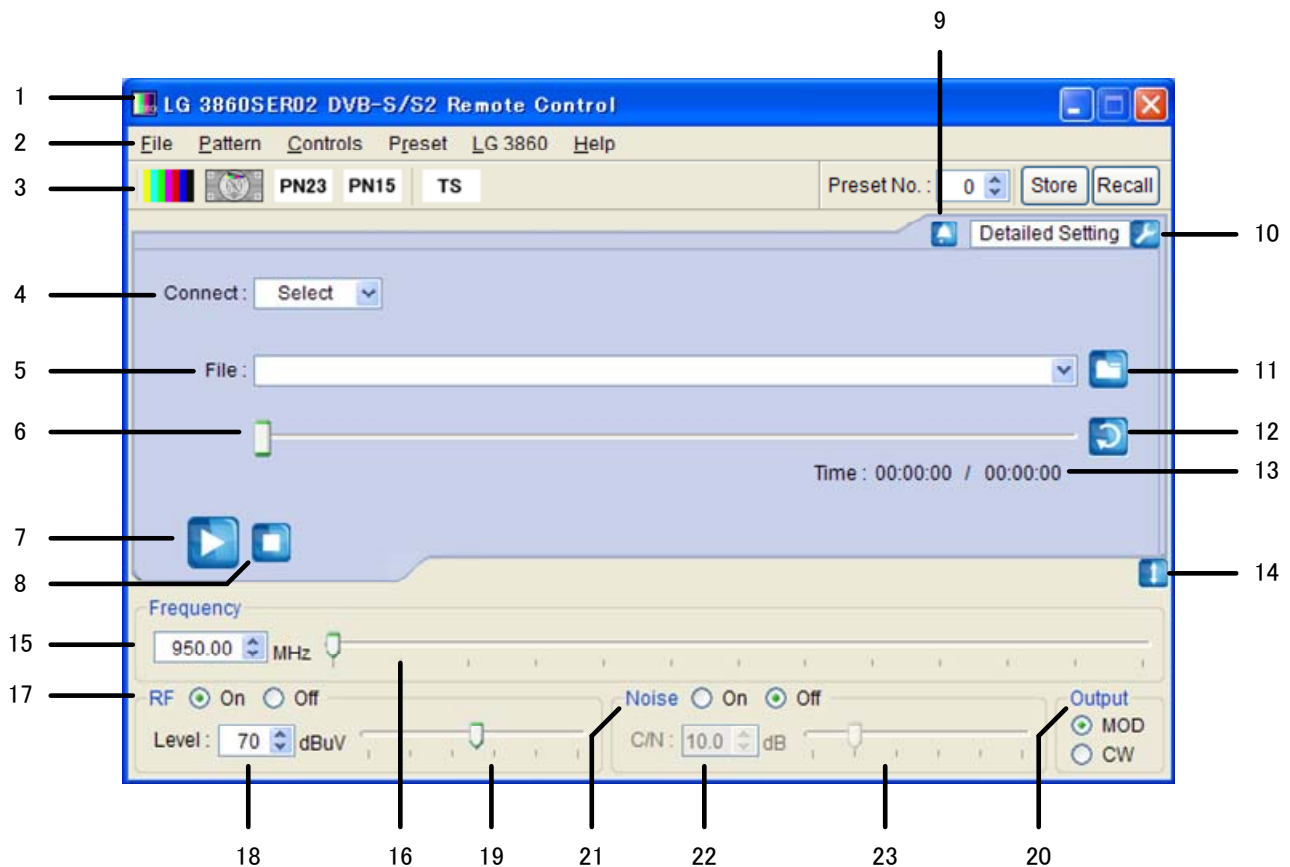 9
1 LG 3860SER02 DVB-S/S2 Remote Control
2 File Pattern Controls Preset LG 3860 Help
3 PN23 PN15 TS Preset No. : 0 Store Recall
Detailed Setting 10
4 Connect : Select
5 File : 11
6 12
Time : 00:00:00 / 00:00:00 13
7
8 14
Frequency
15 950.00 MHz
17 RF On Off Noise On Off Output
Level : 70 dBuV C/N : 10.0 dB MOD
CW
18 16 19 21 22 23 20